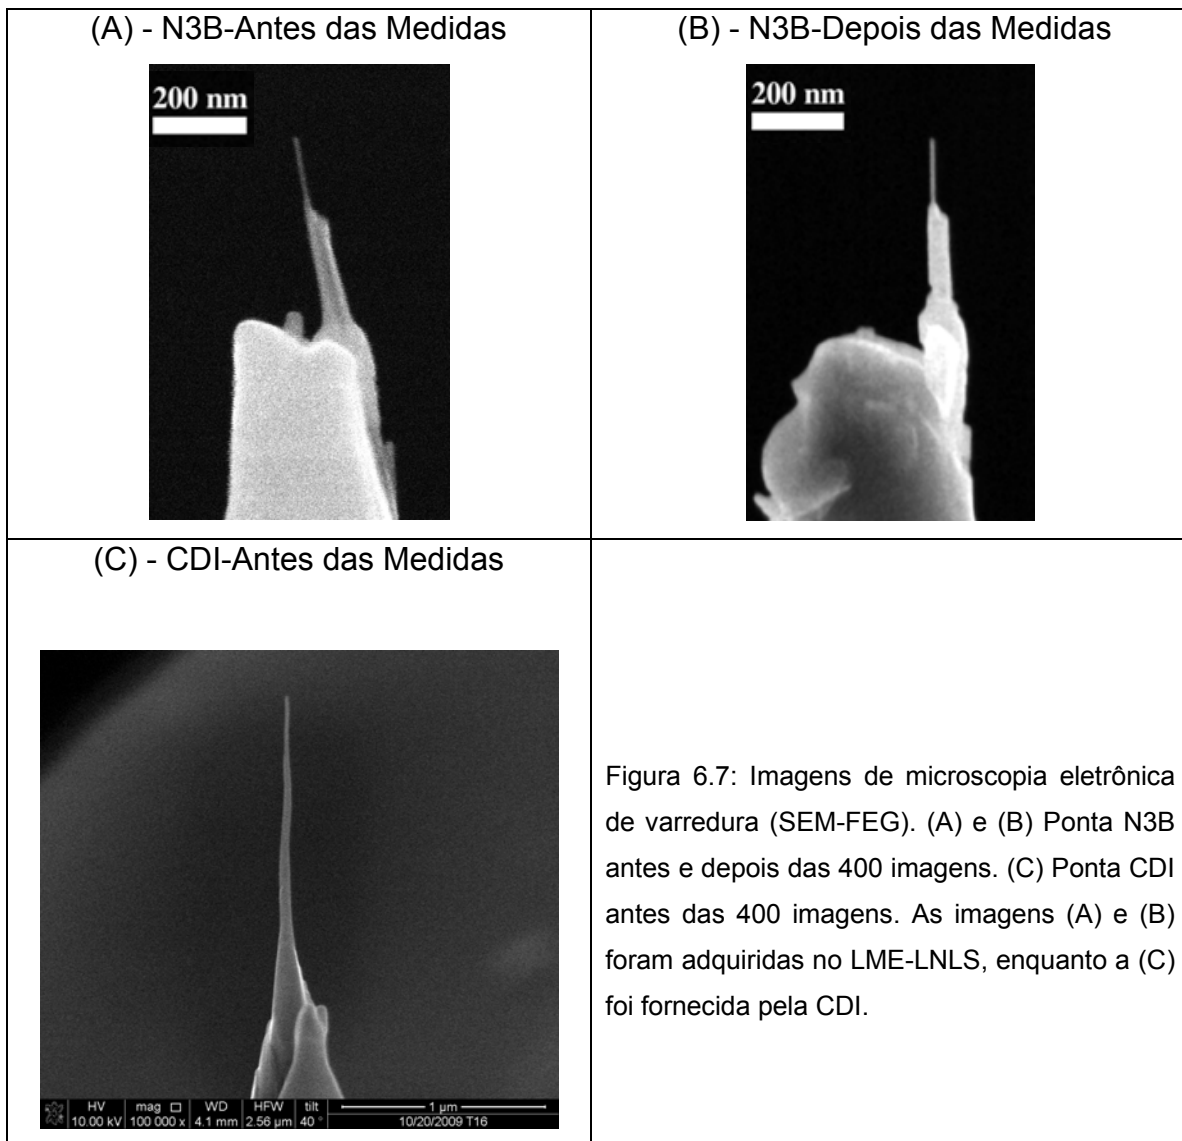 (A) - N3B-Antes das Medidas
200 nm
(B) - N3B-Depois das Medidas
200 nm
(C) - CDI-Antes das Medidas
HV mag WD HFW tilt 1 µm
10.00 kV 100 000 x 4.1 mm 2.56 µm 40 ° 10/20/2009 T16
Figura 6.7: Imagens de microscopia eletrônica
de varredura (SEM-FEG). (A) e (B) Ponta N3B
antes e depois das 400 imagens. (C) Ponta CDI
antes das 400 imagens. As imagens (A) e (B)
foram adquiridas no LME-LNLS, enquanto a (C)
foi fornecida pela CDI.